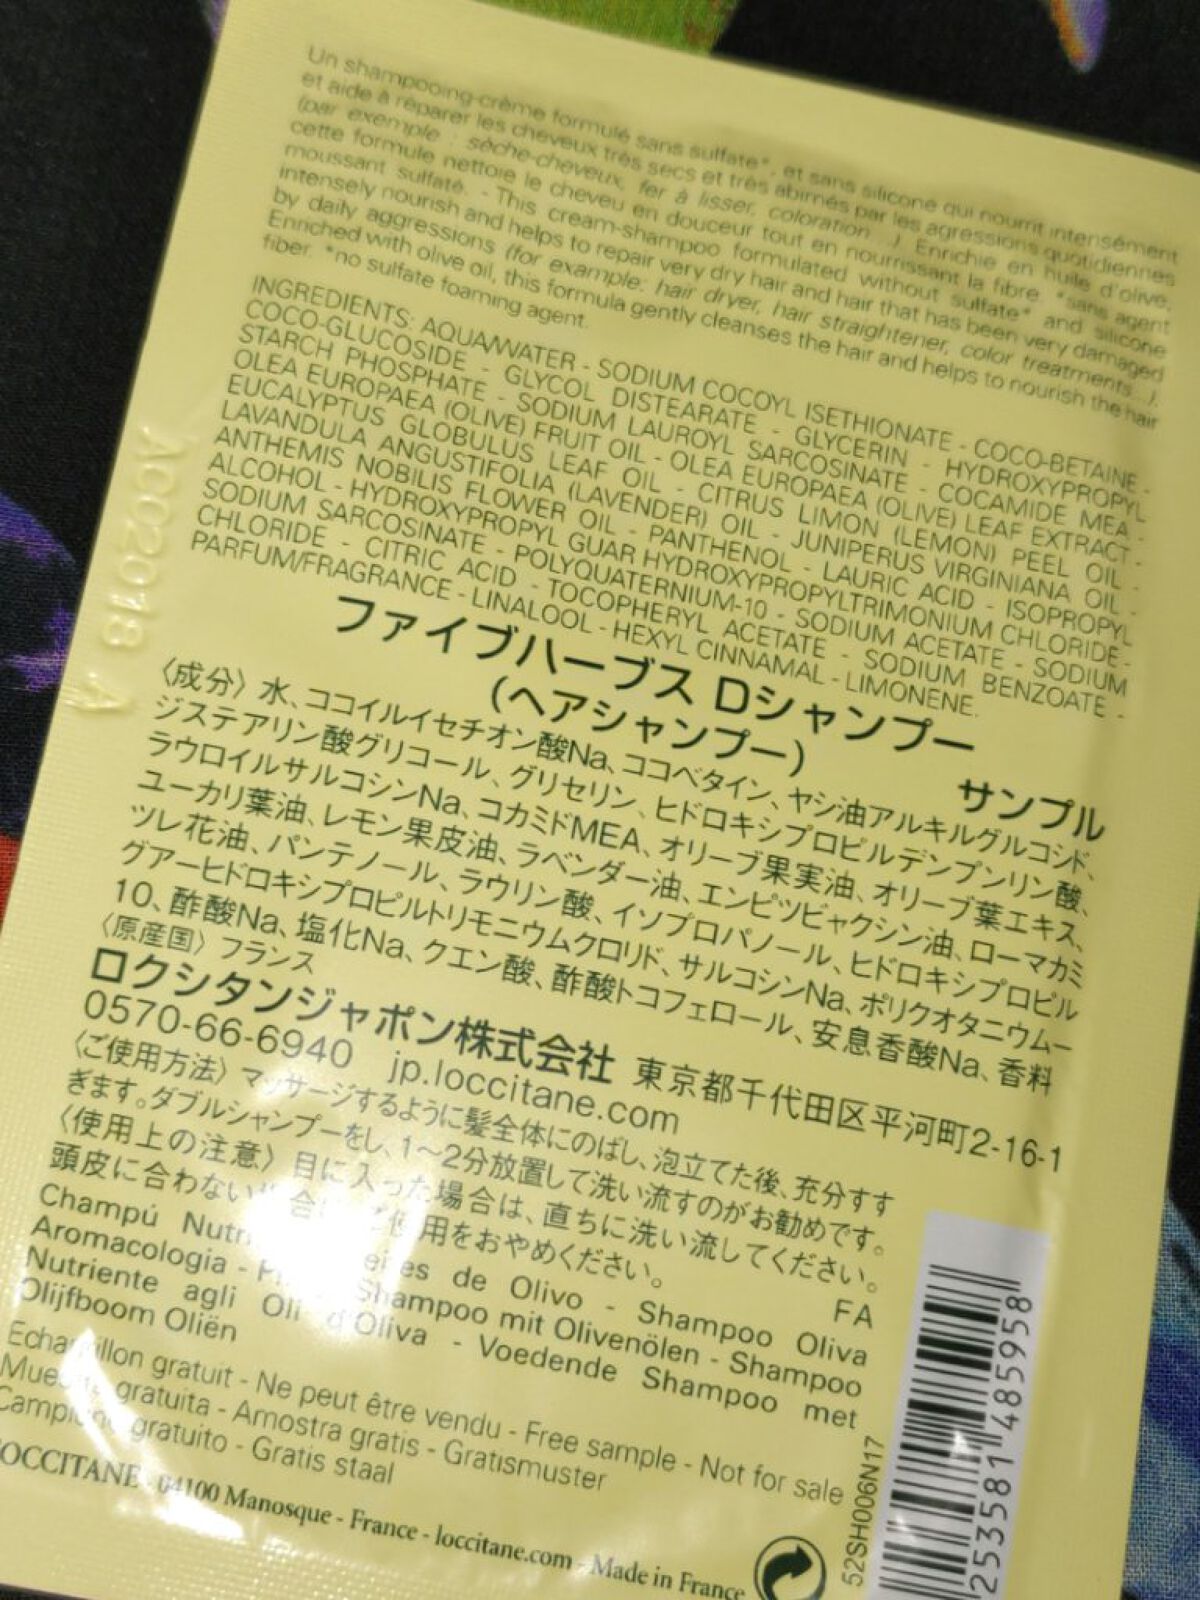 Un shampooing-crème formulé sans sulfate*, et sans silicone qui nourrit intensément
et aide à réparer les cheveux très secs et très abimés par les agressions quotidiennes
(par exemple : sèche-cheveux, fer à lisser, coloration...). Enrichie en huile d'olive,
cette formule nettoie le cheveu en douceur tout en nourrissant la fibre. *sans agent
moussant sulfaté. - This cream-shampoo formulated without sulfate* and silicone
intensely nourish and helps to repair very dry hair and hair that has been very damaged
by daily aggressions (for example: hair dryer, hair straightener, color treatments...).
Enriched with olive oil, this formula gently cleanses the hair and helps to nourish the hair
fiber. *no sulfate foaming agent.
INGREDIENTS: AQUA/WATER - SODIUM COCOYL ISETHIONATE - COCO-BETAINE -
COCO-GLUCOSIDE - GLYCOL DISTEARATE - GLYCERIN - HYDROXYPROPYL
STARCH PHOSPHATE - SODIUM LAUROYL SARCOSINATE - COCAMIDE MEA -
OLEA EUROPAEA (OLIVE) FRUIT OIL - OLEA EUROPAEA (OLIVE) LEAF EXTRACT -
EUCALYPTUS GLOBULUS LEAF OIL - CITRUS LIMON (LEMON) PEEL OIL -
LAVANDULA ANGUSTIFOLIA (LAVENDER) OIL - JUNIPERUS VIRGINIANA OIL -
ANTHEMIS NOBILIS FLOWER OIL - PANTHENOL - LAURIC ACID - ISOPROPYL
ALCOHOL - HYDROXYPROPYL GUAR HYDROXYPROPYLTRIMONIUM CHLORIDE -
SODIUM SARCOSINATE - POLYQUATERNIUM-10 - SODIUM ACETATE - SODIUM
CHLORIDE - CITRIC ACID - TOCOPHERYL ACETATE - SODIUM BENZOATE -
PARFUM/FRAGRANCE - LINALOOL - HEXYL CINNAMAL - LIMONENE.
ファイブハーブス Dシャンプー
(ヘアシャンプー)
サンプル
〈成分〉水、ココイルイセチオン酸Na、ココベタイン、ヤシ油アルキルグルコシド、
ジステアリン酸グリコール、グリセリン、ヒドロキシプロピルデンプンリン酸、
ラウロイルサルコシンNa、コカミドMEA、オリーブ果実油、オリーブ葉エキス、
ユーカリ葉油、レモン果皮油、ラベンダー油、エンピツビャクシン油、ローマカミ
ツレ花油、パンテノール、ラウリン酸、イソプロパノール、ヒドロキシプロピル
グアーヒドロキシプロピルトリモニウムクロリド、サルコシンNa、ポリクオタニウムー
10、酢酸Na、塩化Na、クエン酸、酢酸トコフェロール、安息香酸Na、香料
〈原産国〉フランス
ロクシタンジャポン株式会社 東京都千代田区平河町2-16-1
0570-66-6940 jp.loccitane.com
〈ご使用方法〉マッサージするように髪全体にのばし、泡立てた後、充分すす
ぎます。ダブルシャンプーをし、1〜2分放置して洗い流すのがお勧めです。
〈使用上の注意〉目に入った場合は、直ちに洗い流してください。
頭皮に合わない場合は、ご使用をおやめください。
FA
Champú de Olivo - Shampoo Oliva
Aromacologia - Shampoo mit Olivenölen - Shampoo
Nutriente agli Oli d'Oliva - Voedende Shampoo met
Olijfboom Oliën
Echantillon gratuit - Ne peut être vendu - Free sample - Not for sale
Muestra gratuita - Amostra gratis - Gratismuster
Campione gratuito - Gratis staal
L'OCCITANE - 04100 Manosque - France - loccitane.com - Made in France
52SH006N17
253581 485958
AC02018 A